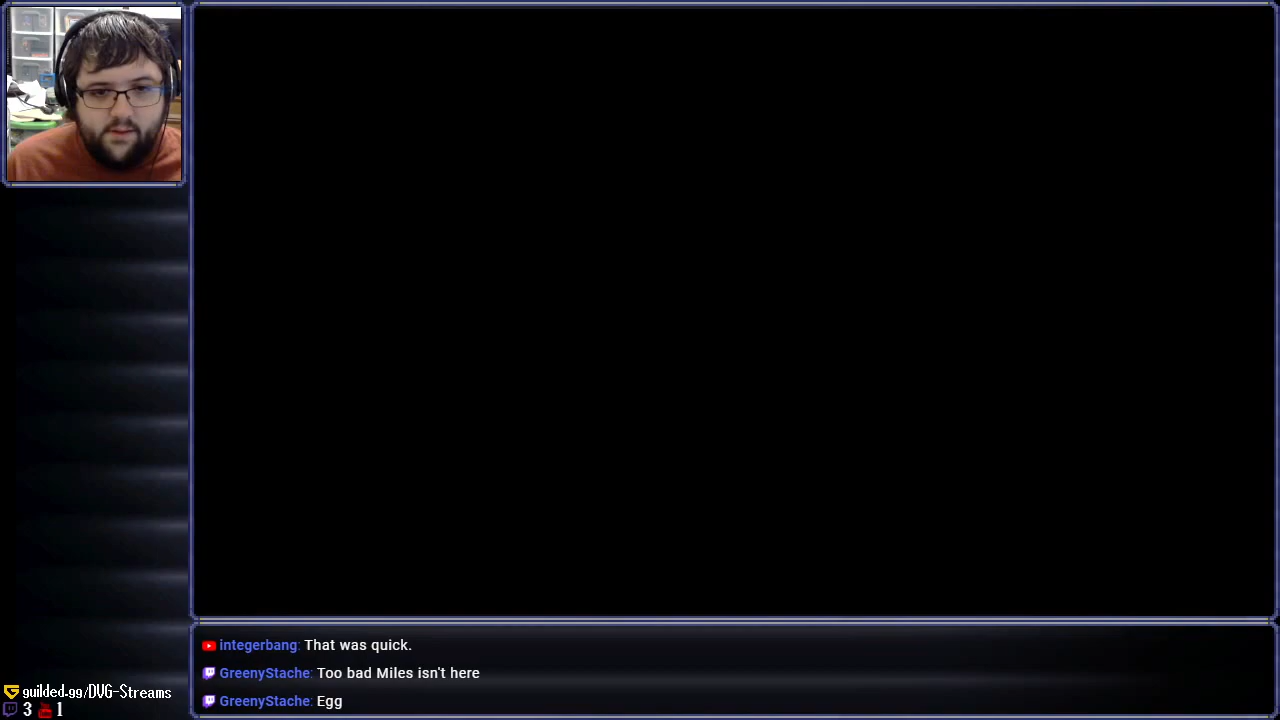 integerbang: That was quick.
GreenyStache: Too bad Miles isn't here
GreenyStache: Egg
guilded.gg/DVG-Streams
3 1